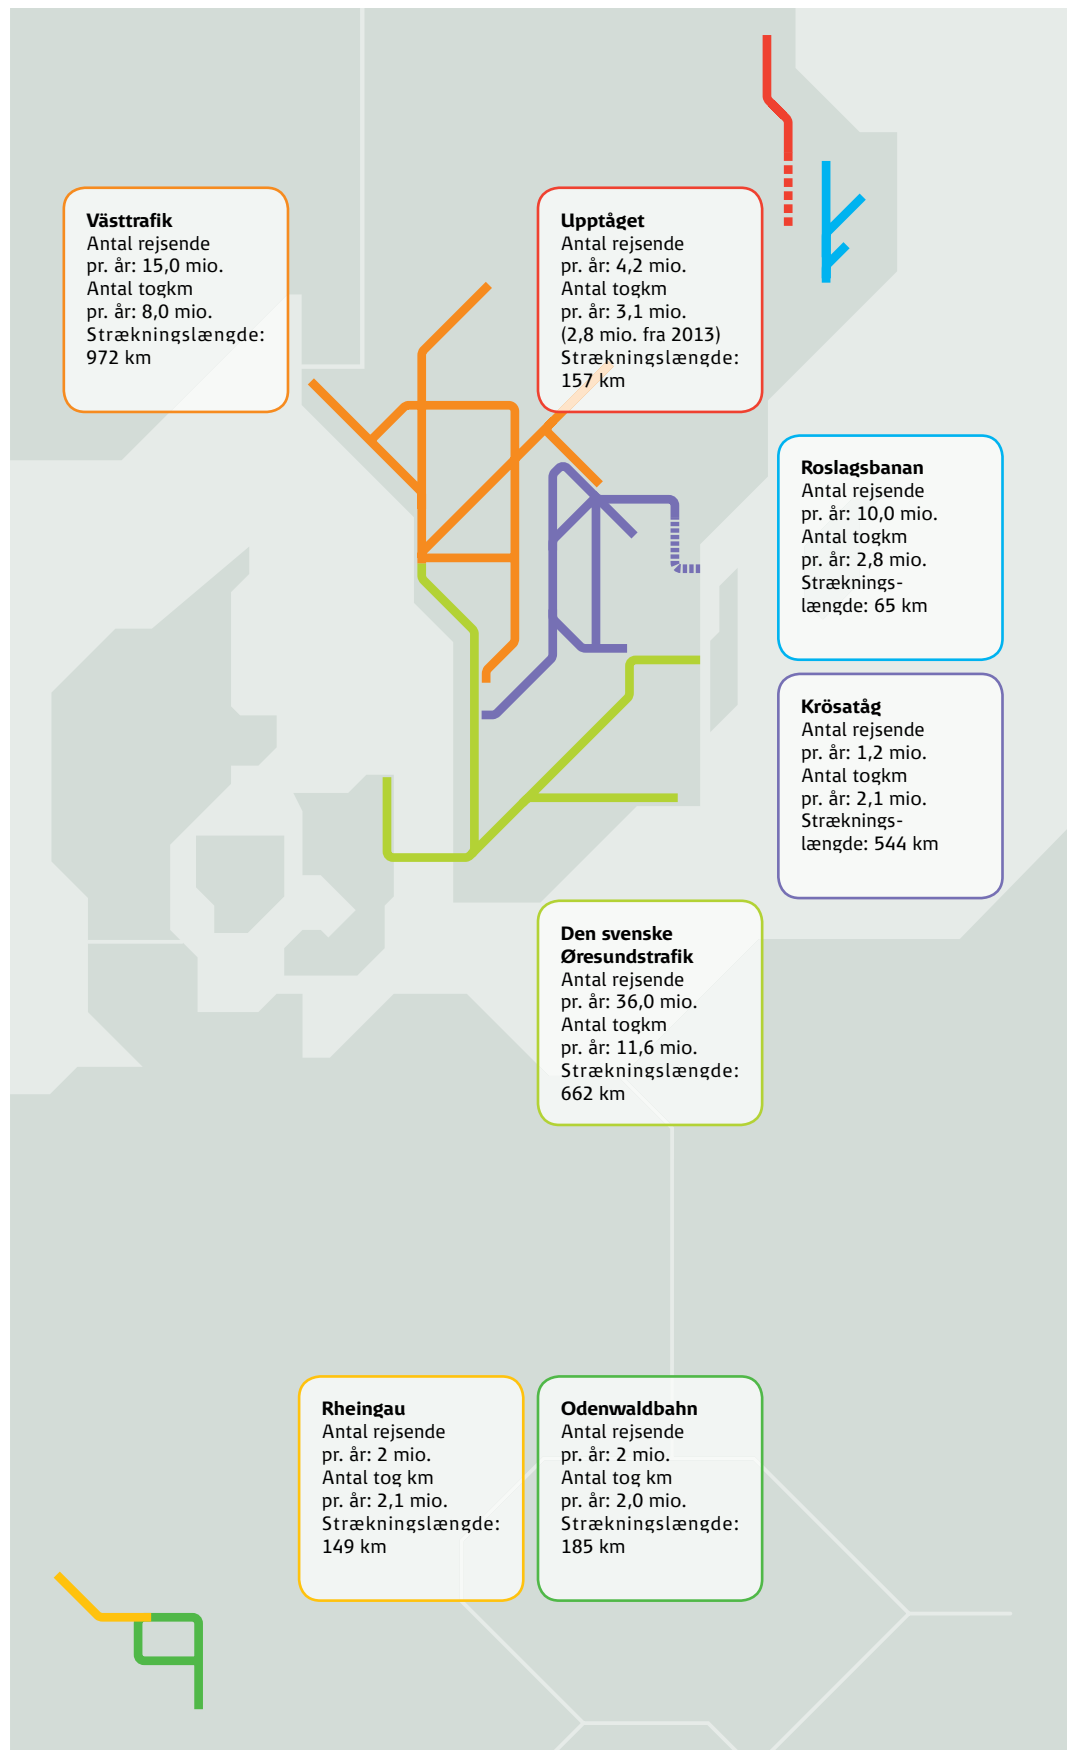 Västtrafik
Antal rejsende
pr. år: 15,0 mio.
Antal togkm
pr. år: 8,0 mio.
Strækningslængde:
972 km
Upptåget
Antal rejsende
pr. år: 4,2 mio.
Antal togkm
pr. år: 3,1 mio.
(2,8 mio. fra 2013)
Strækningslængde:
157 km
Roslagsbanan
Antal rejsende
pr. år: 10,0 mio.
Antal togkm
pr. år: 2,8 mio.
Stræknings-
længde: 65 km
Krösatåg
Antal rejsende
pr. år: 1,2 mio.
Antal togkm
pr. år: 2,1 mio.
Stræknings-
længde: 544 km
Den svenske
Øresundstrafik
Antal rejsende
pr. år: 36,0 mio.
Antal togkm
pr. år: 11,6 mio.
Strækningslængde:
662 km
Rheingau
Antal rejsende
pr. år: 2 mio.
Antal tog km
pr. år: 2,1 mio.
Strækningslængde:
149 km
Odenwaldbahn
Antal rejsende
pr. år: 2 mio.
Antal tog km
pr. år: 2,0 mio.
Strækningslængde:
185 km